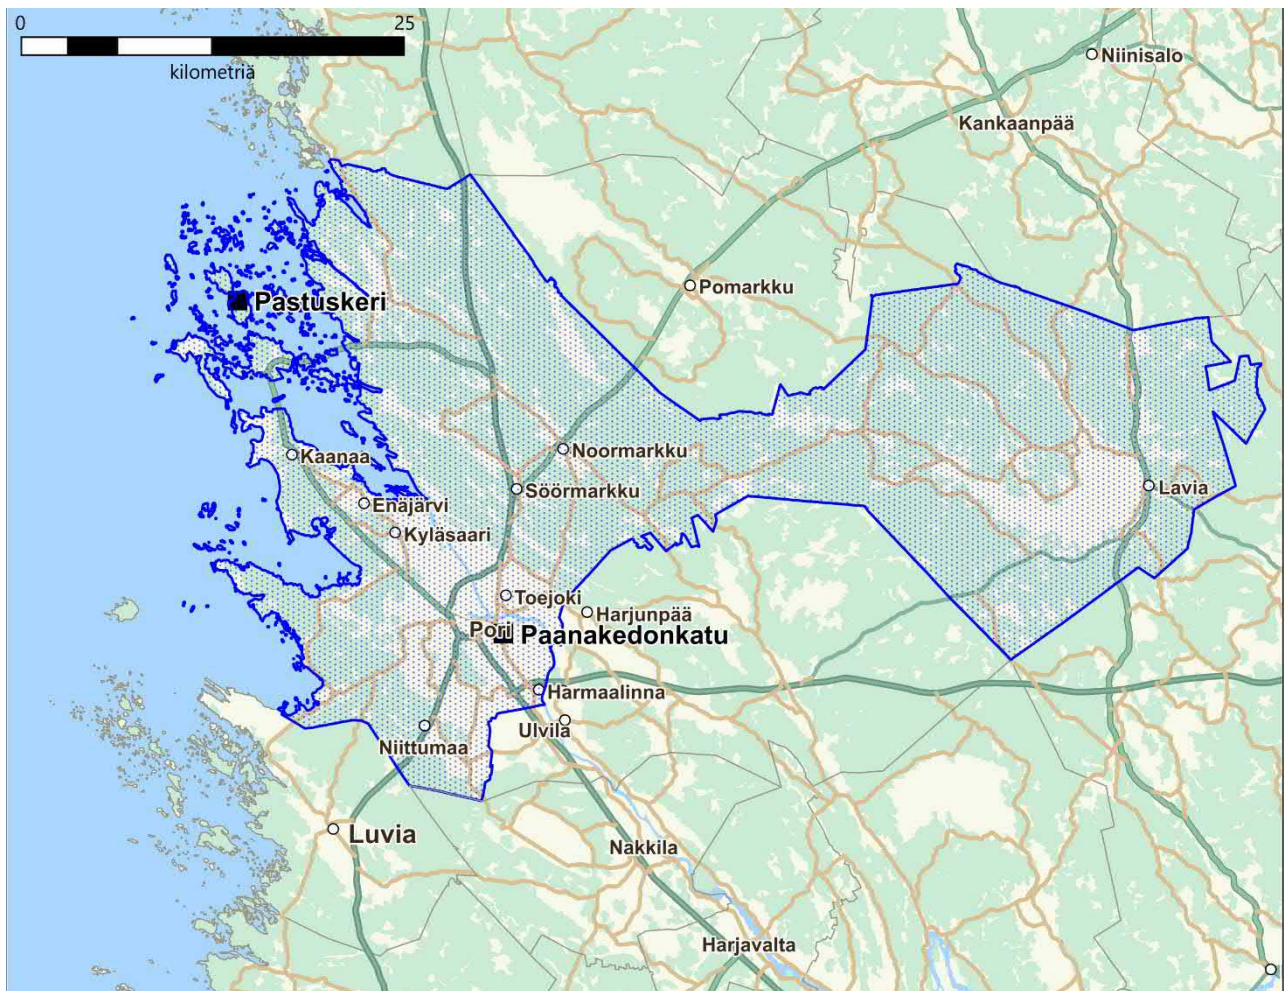 0
25
kilometriä
Niinisalo
Kankaanpää
Pomarkku
Pastuskeri
Noormarkku
Kaanaa
Söörmarkku
Lavia
Enäjärvi
Kyläsaari
Toejoki
Harjunpää
Pori
Paanakedonkatu
Harmaalinna
Ulvila
Niittumaa
Luvia
Nakkila
Harjavalta